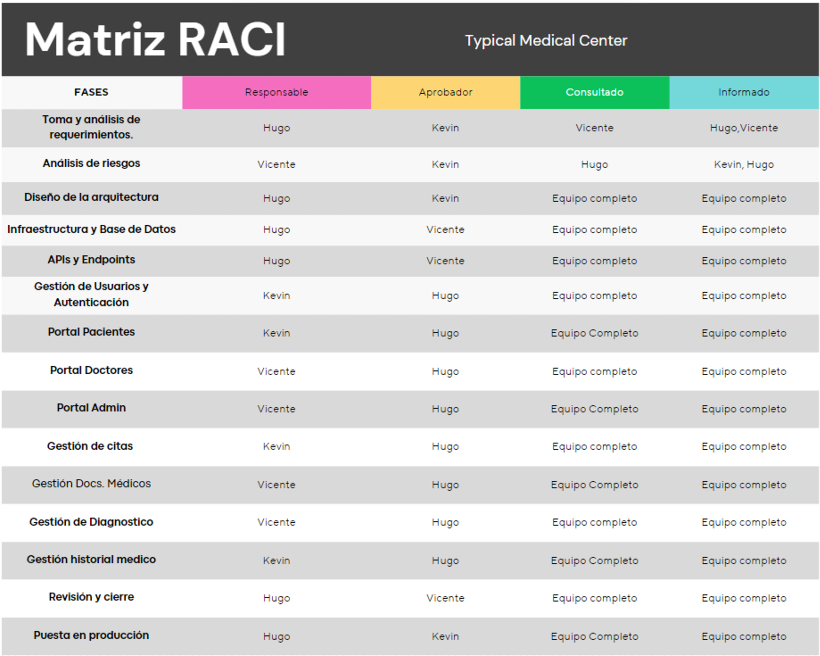 Matriz RACI
Typical Medical Center
FASES Responsable Aprobador Consultado Informado
Toma y análisis de
requerimientos. Hugo Kevin Vicente Hugo,Vicente
Análisis de riesgos Vicente Kevin Hugo Kevin, Hugo
Diseño de la arquitectura Hugo Kevin Equipo completo Equipo completo
Infraestructura y Base de Datos Hugo Vicente Equipo completo Equipo completo
APIs y Endpoints Hugo Vicente Equipo completo Equipo completo
Gestión de Usuarios y
Autenticación Kevin Hugo Equipo completo Equipo completo
Portal Pacientes Kevin Hugo Equipo Completo Equipo completo
Portal Doctores Vicente Hugo Equipo completo Equipo completo
Portal Admin Vicente Hugo Equipo Completo Equipo completo
Gestión de citas Kevin Hugo Equipo completo Equipo completo
Gestión Docs. Médicos Vicente Hugo Equipo Completo Equipo completo
Gestión de Diagnostico Vicente Hugo Equipo completo Equipo completo
Gestión historial medico Kevin Hugo Equipo Completo Equipo completo
Revisión y cierre Hugo Vicente Equipo completo Equipo completo
Puesta en producción Hugo Kevin Equipo Completo Equipo completo